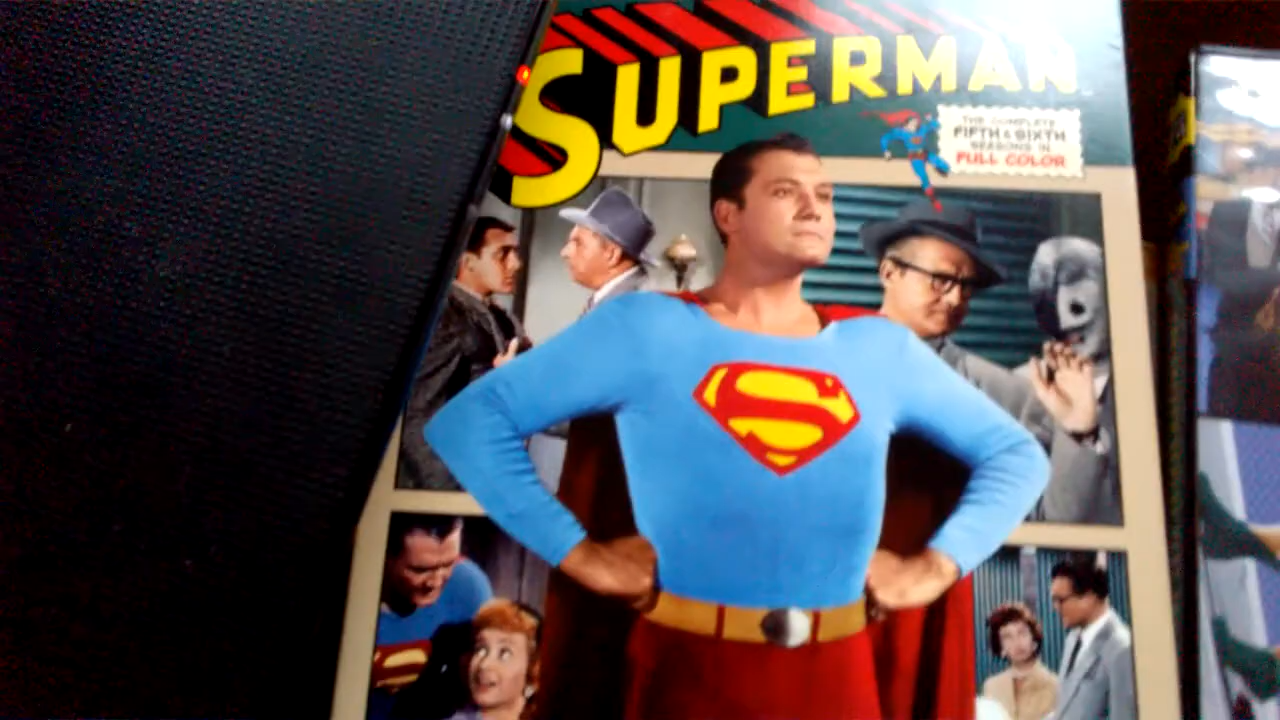 SUPERMAN
THE COMPLETE
FIFTH & SIXTH
SEASONS IN
FULL COLOR
S